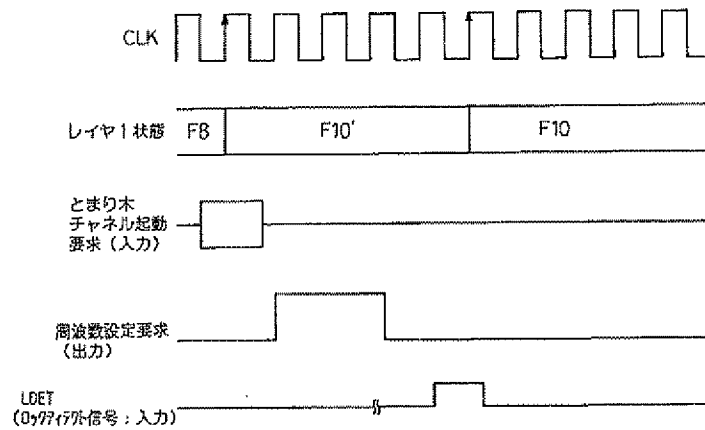 CLK
レイヤ1状態 F8 F10' F10
とまり木
チャネル起動
要求(入力)
周波数設定要求
(出力)
LDET
(ロックディテクト信号:入力)